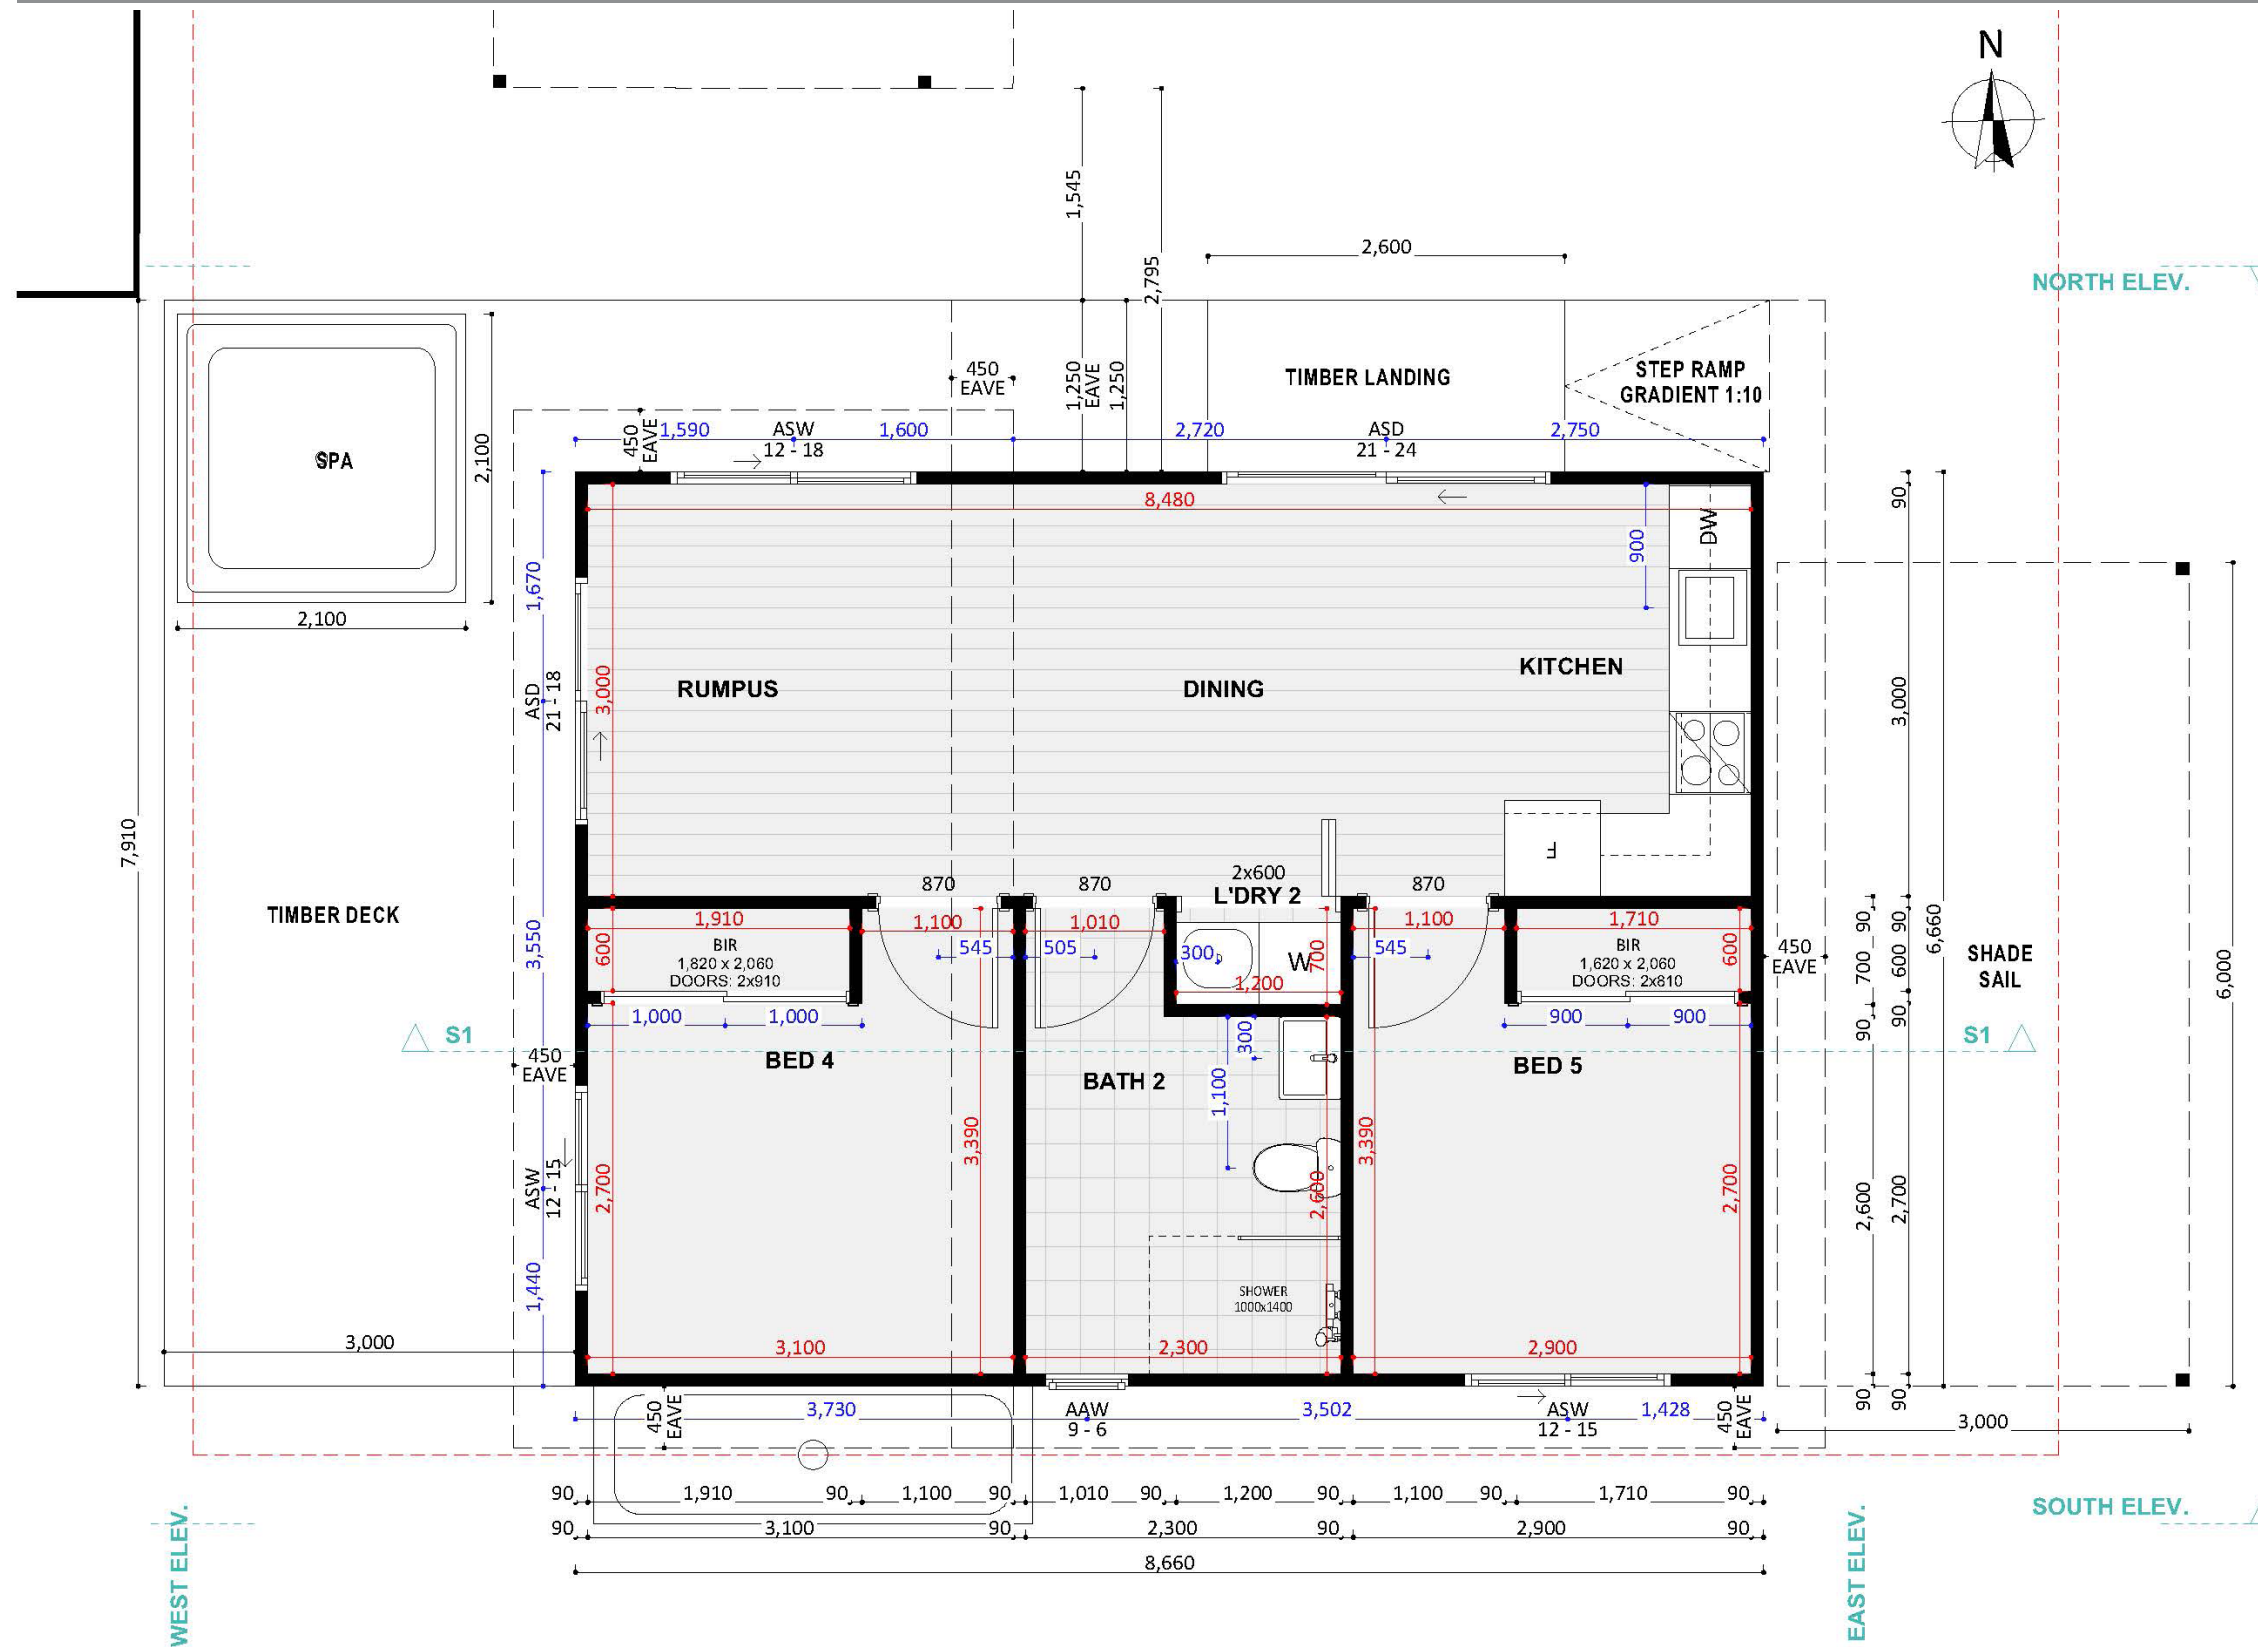 N
1,545
2,795
2,600
NORTH ELEV.
450
EAVE
1,250
EAVE
1,250
TIMBER LANDING
STEP RAMP
GRADIENT 1:10
SPA
2,100
2,100
450
EAVE
1,590
ASW
12 - 18
1,600
2,720
ASD
21 - 24
2,750
8,480
90
DW
900
1,670
ASD
21 - 18
3,000
RUMPUS
DINING
KITCHEN
3,000
7,910
TIMBER DECK
3,550
870
870
2x600
L'DRY 2
870
F
1,910
1,100
1,010
1,100
1,710
600
BIR
1,820 x 2,060
DOORS: 2x910
545
505
300
W
700
1,200
545
BIR
1,620 x 2,060
DOORS: 2x810
600
450
EAVE
90
700
90
90
600
90
6,660
SHADE
SAIL
6,000
1,000
1,000
300
900
900
S1
S1
450
EAVE
BED 4
BATH 2
BED 5
1,100
3,390
3,390
ASW
12 - 15
2,700
2,600
2,700
2,600
2,700
1,440
SHOWER
1000x1400
3,000
3,100
2,300
2,900
90
90
450
EAVE
3,730
AAW
9 - 6
3,502
ASW
12 - 15
1,428
450
EAVE
3,000
90
1,910
90
1,100
90
1,010
90
1,200
90
1,100
90
1,710
90
90
3,100
90
2,300
90
2,900
90
8,660
WEST ELEV.
EAST ELEV.
SOUTH ELEV.